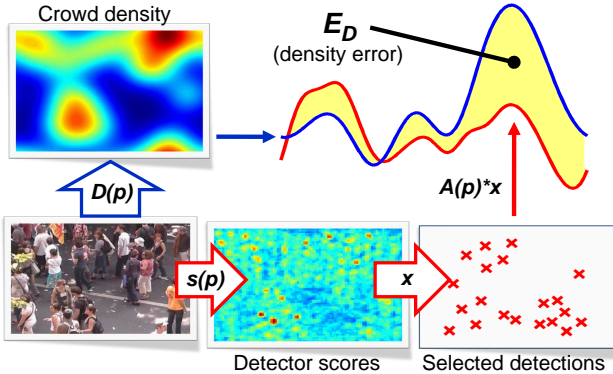 Crowd density
E_D
(density error)
D(p)
A(p)*x
s(p)
x
Detector scores
Selected detections